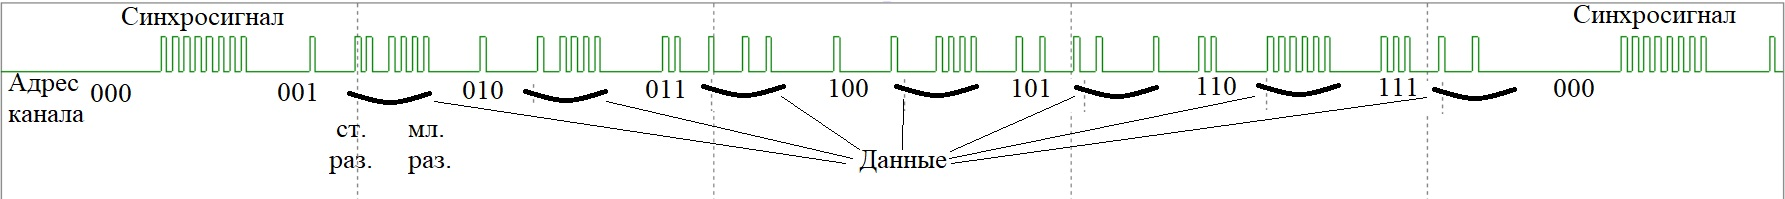 Синхросигнал
Синхросигнал
Адрес
канала
000
001
010
011
100
101
110
111
000
ст.
раз.
мл.
раз.
Данные